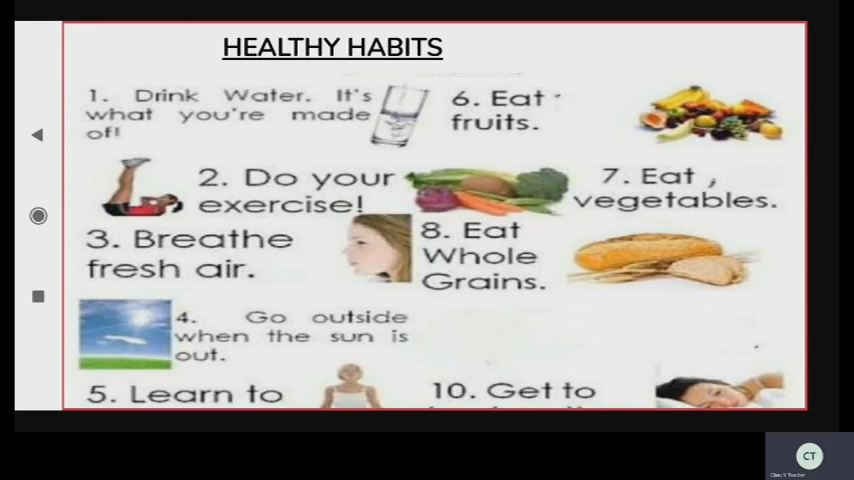 HEALTHY HABITS
1. Drink Water. It's
what you're made
of!
2. Do your
exercise!
3. Breathe
fresh air.
4. Go outside
when the sun is
out.
5. Learn to
6. Eat
fruits.
7. Eat ,
vegetables.
8. Eat
Whole
Grains.
10. Get to
CT